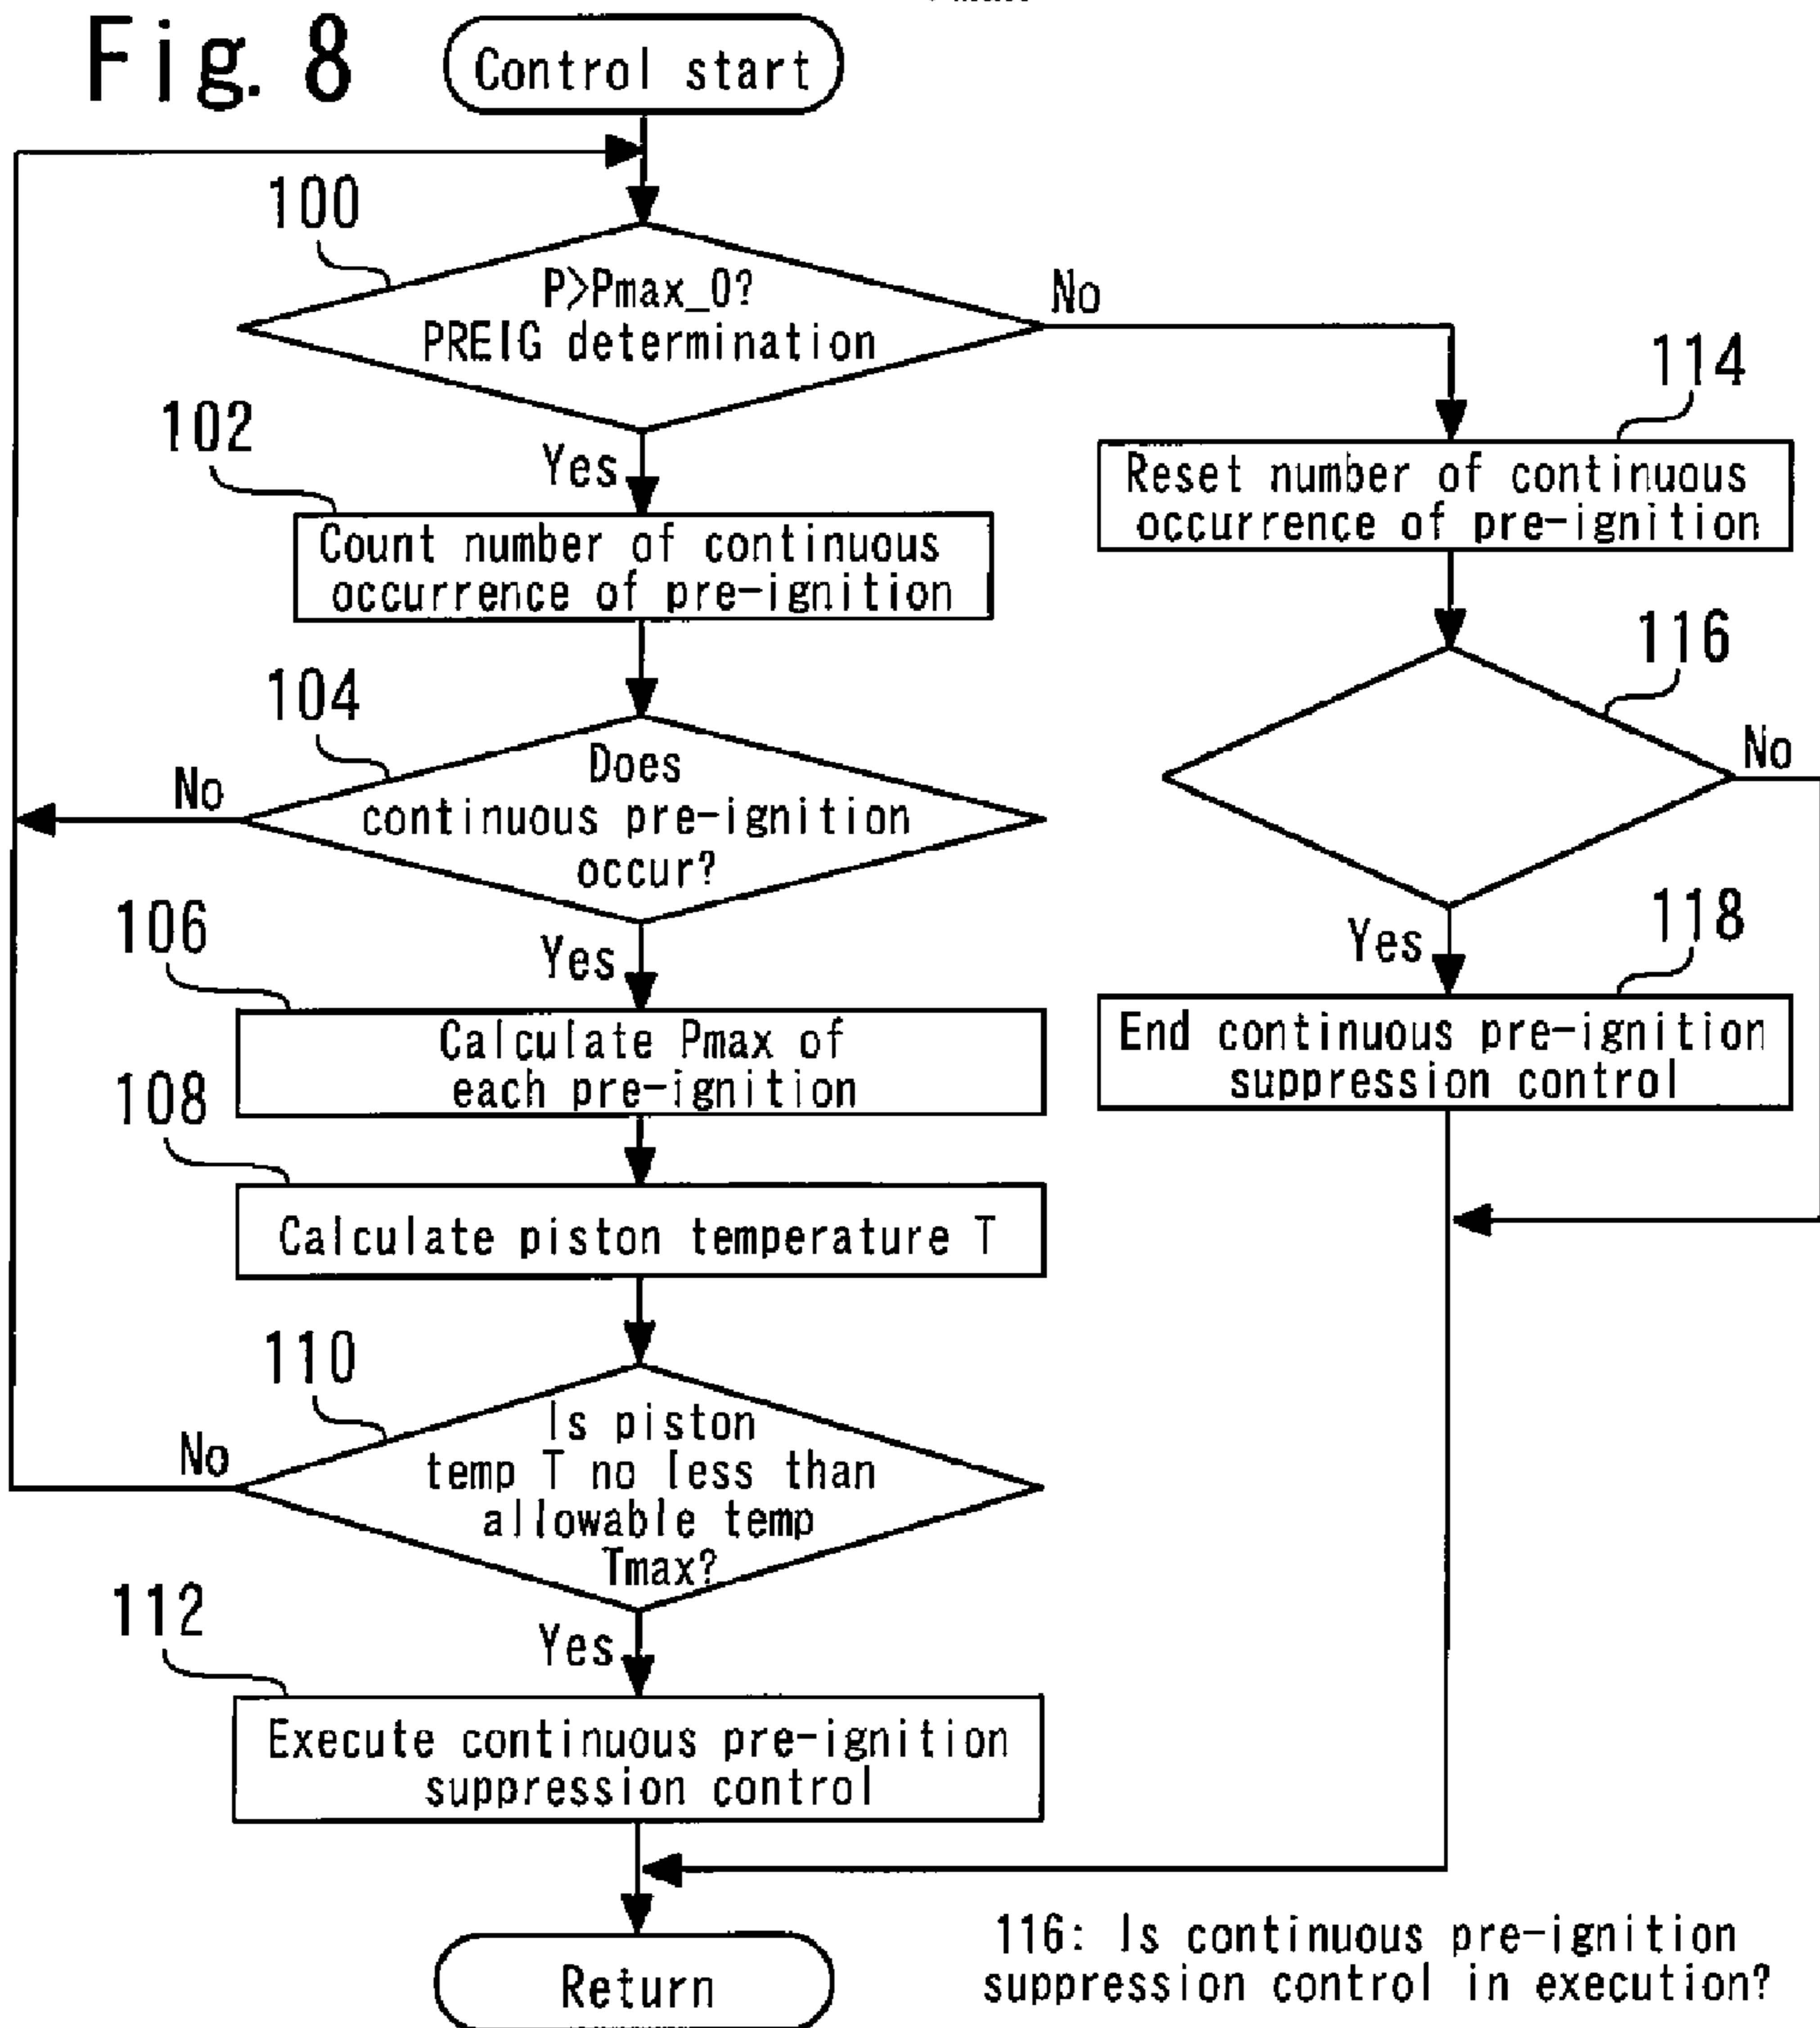 Fig. 8
Control start
100
P>Pmax_0?
PREIG determination
No
Yes
102
Count number of continuous
occurrence of pre-ignition
104
Does
continuous pre-ignition
occur?
No
Yes
106
Calculate Pmax of
each pre-ignition
108
Calculate piston temperature T
110
Is piston
temp T no less than
allowable temp
Tmax?
No
Yes
112
Execute continuous pre-ignition
suppression control
Return
114
Reset number of continuous
occurrence of pre-ignition
116
No
Yes
118
End continuous pre-ignition
suppression control
116: Is continuous pre-ignition
suppression control in execution?